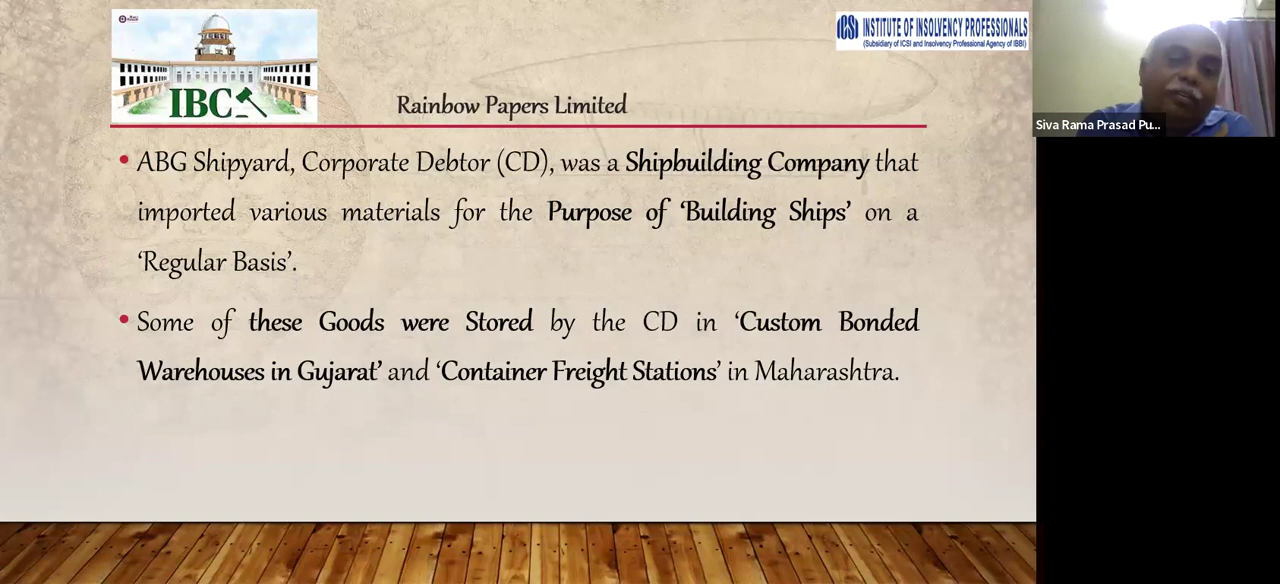 IBC
ICSI INSTITUTE OF INSOLVENCY PROFESSIONALS
(Subsidiary of ICSI and Insolvency Professional Agency of IBBI)
Rainbow Papers Limited
Siva Rama Prasad Pu...
• ABG Shipyard, Corporate Debtor (CD), was a Shipbuilding Company that
imported various materials for the Purpose of ‘Building Ships’ on a
‘Regular Basis’.
• Some of these Goods were Stored by the CD in ‘Custom Bonded
Warehouses in Gujarat’ and ‘Container Freight Stations’ in Maharashtra.